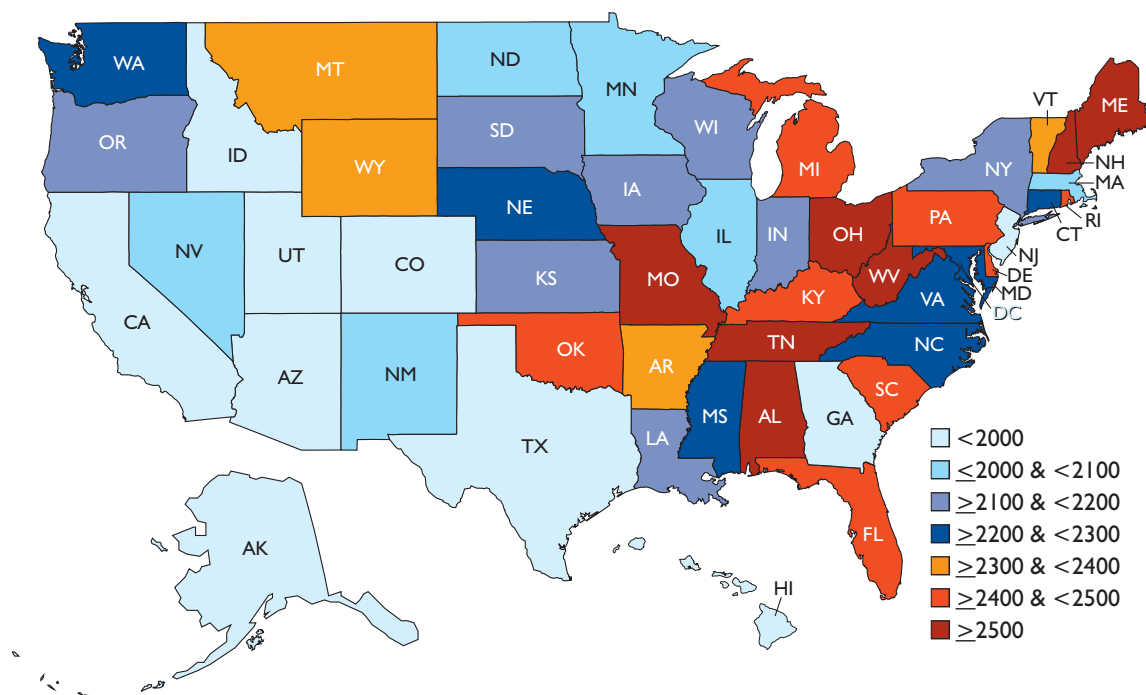 WA
MT
ND
MN
VT
ME
OR
ID
SD
WI
NY
NH
WY
MI
MA
IA
PA
RI
NE
CT
NV
UT
CO
IL
IN
OH
NJ
DE
KS
MO
WV
MD
KY
VA
DC
CA
TN
NC
AZ
NM
OK
AR
SC
MS
AL
GA
TX
LA
<2000
<2000 & <2100
>2100 & <2200
FL
>2200 & <2300
AK
>2300 & <2400
HI
>2400 & <2500
>2500